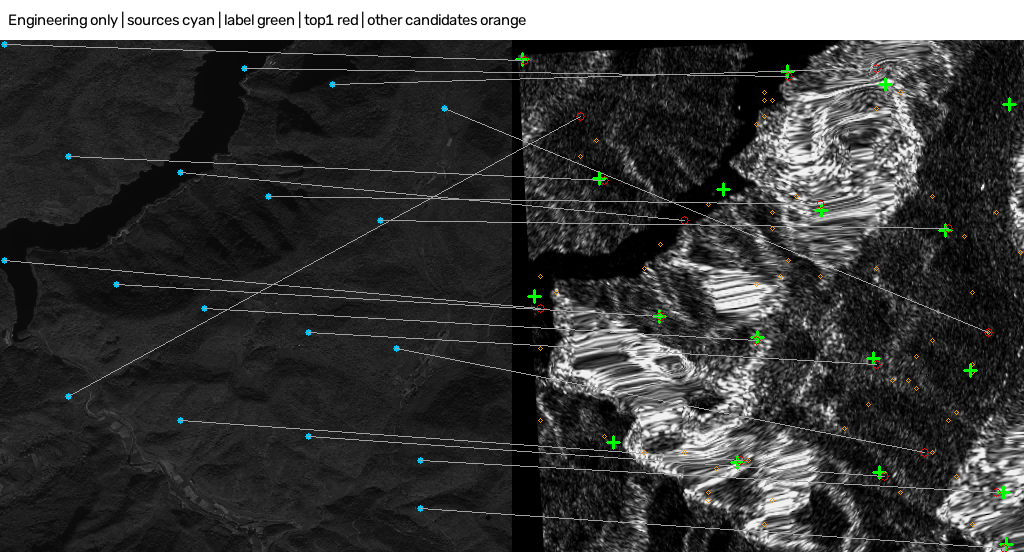 Engineering only | sources cyan | label green | top1 red | other candidates orange